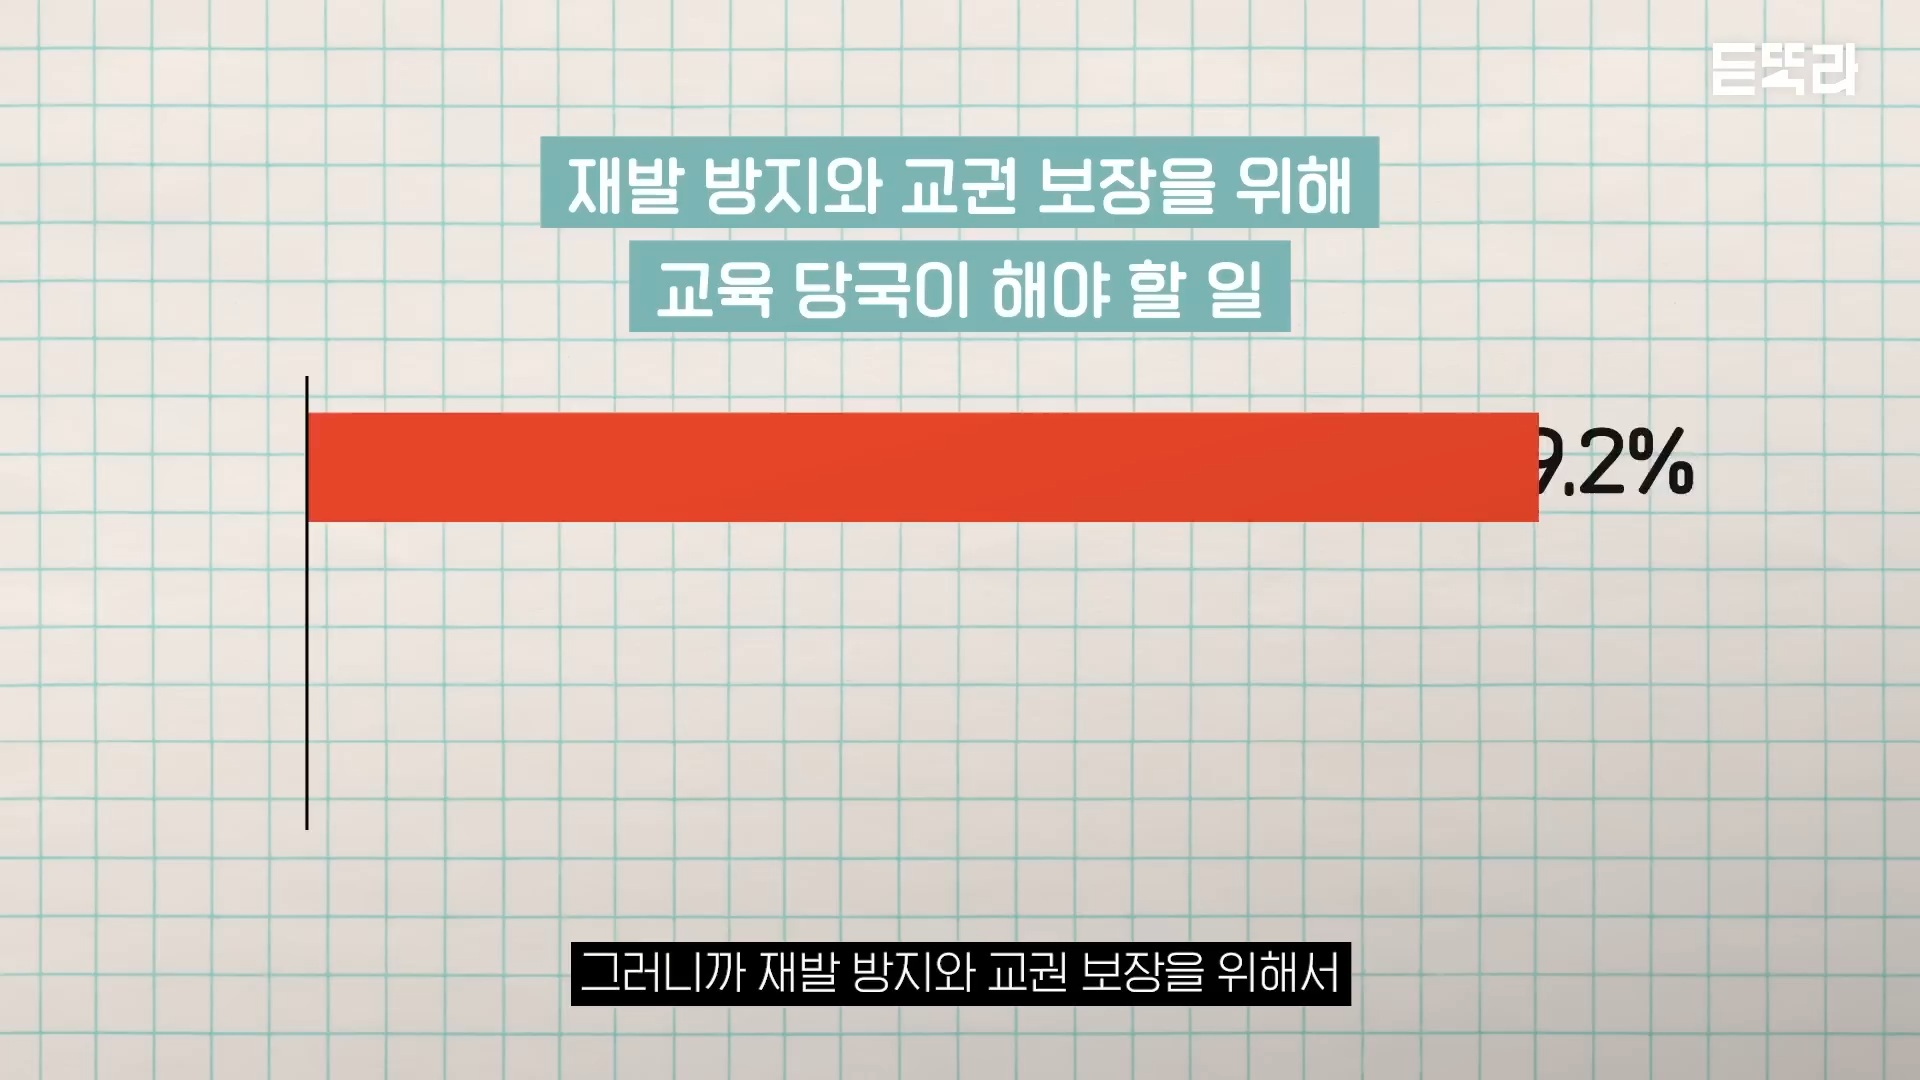 듣똑라
재발 방지와 교권 보장을 위해
교육 당국이 해야 할 일
9.2%
그러니까 재발 방지와 교권 보장을 위해서